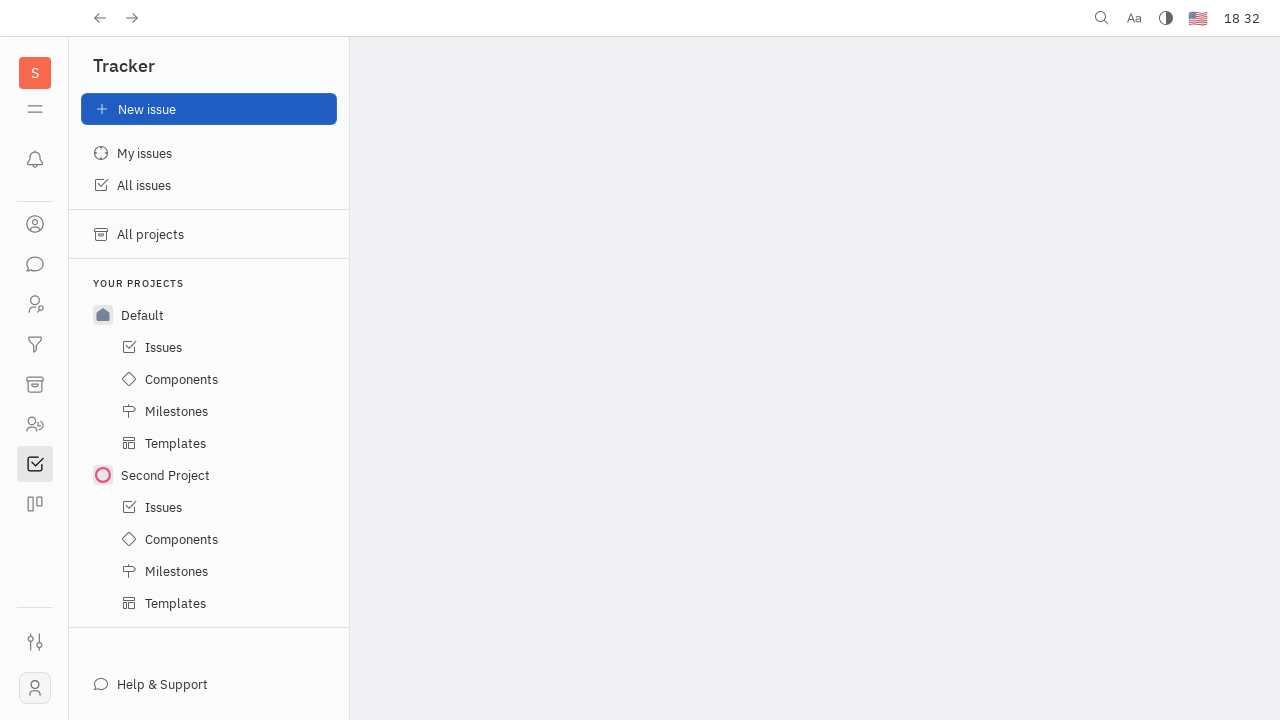 Aa
18 32
S
Tracker
New issue
My issues
All issues
All projects
YOUR PROJECTS
Default
Issues
Components
Milestones
Templates
Second Project
Issues
Components
Milestones
Templates
Help & Support